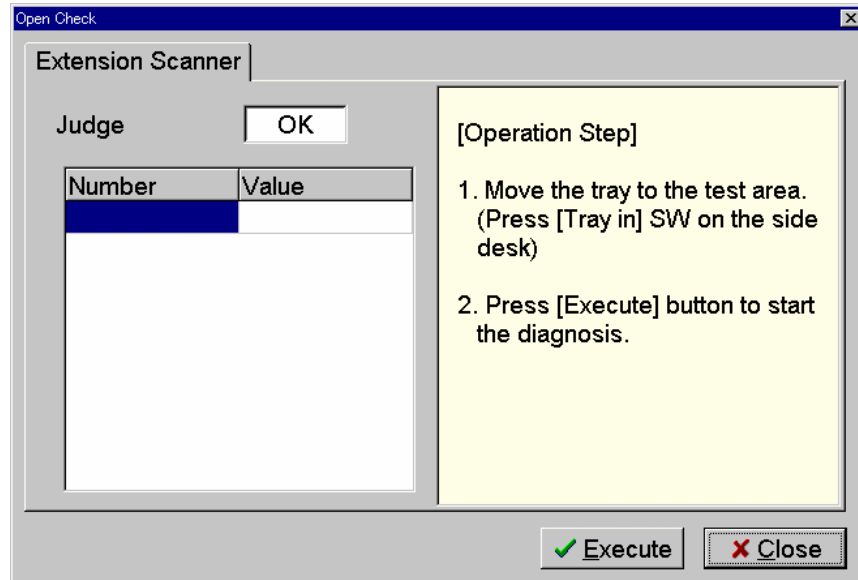 Open Check
Extension Scanner
Judge OK
Number Value
[Operation Step]
1. Move the tray to the test area.
(Press [Tray in] SW on the side
desk)
2. Press [Execute] button to start
the diagnosis.
Execute Close